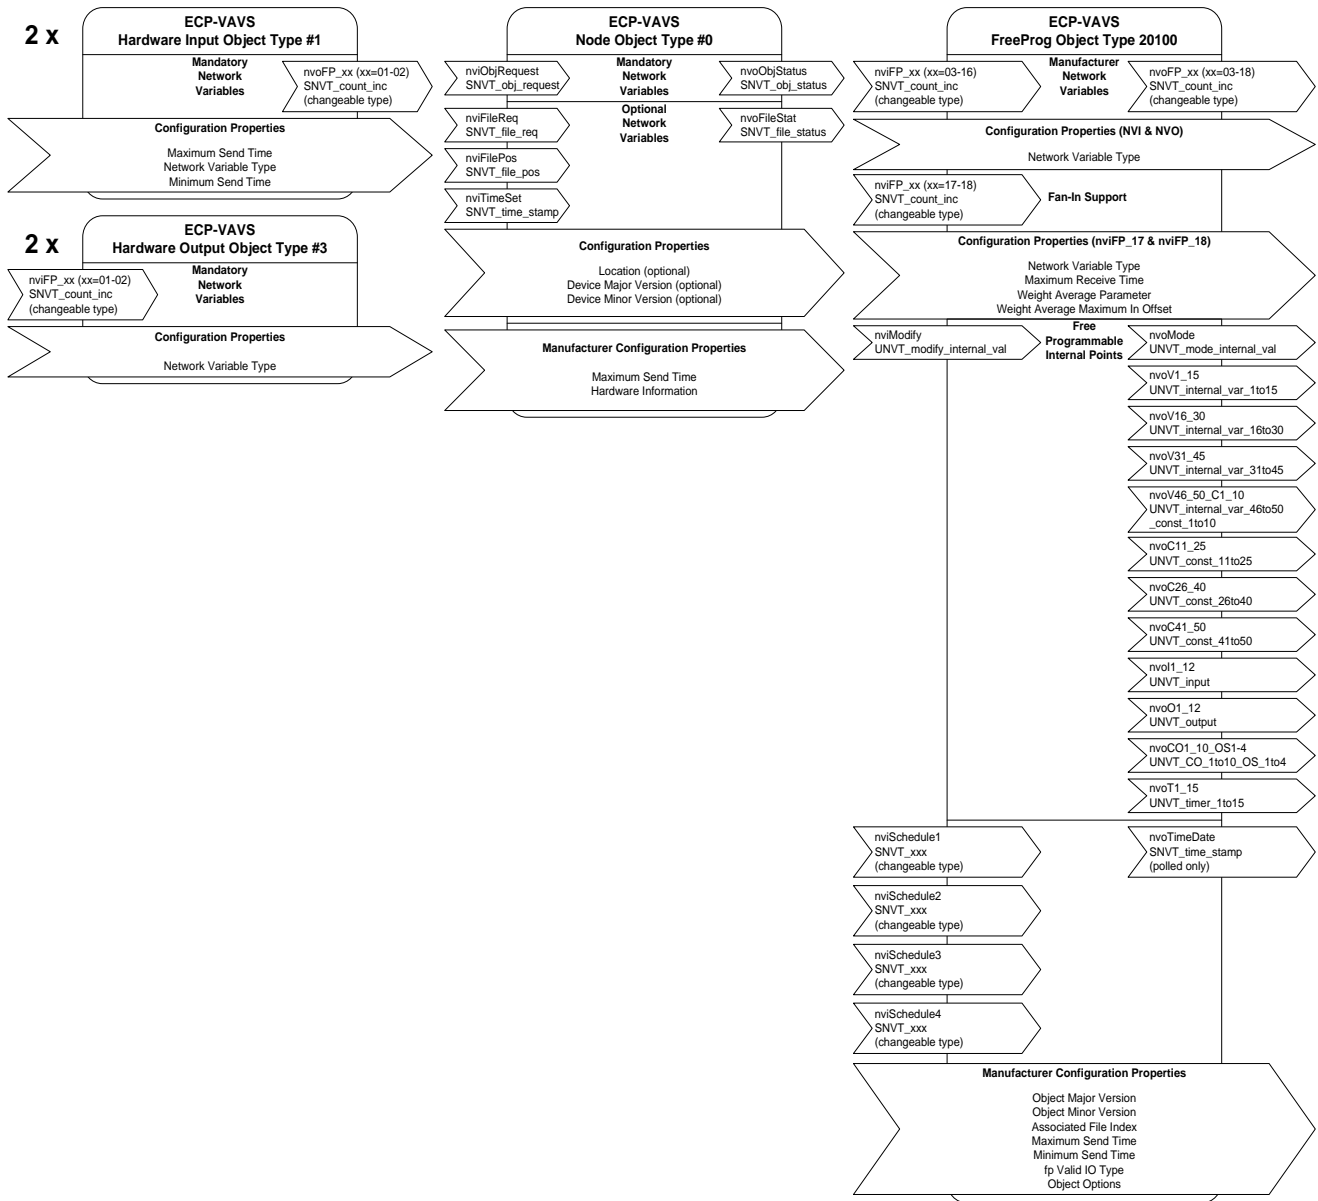 2 x
ECP-VAVS
Hardware Input Object Type #1
Mandatory
Network
Variables
nvoFP_xx (xx=01-02)
SNVT_count_inc
(changeable type)
Configuration Properties
Maximum Send Time
Network Variable Type
Minimum Send Time
2 x
ECP-VAVS
Hardware Output Object Type #3
Mandatory
Network
Variables
nviFP_xx (xx=01-02)
SNVT_count_inc
(changeable type)
Configuration Properties
Network Variable Type
ECP-VAVS
Node Object Type #0
nviObjRequest
SNVT_obj_request
Mandatory
Network
Variables
nvoObjStatus
SNVT_obj_status
nviFileReq
SNVT_file_req
Optional
Network
Variables
nvoFileStat
SNVT_file_status
nviFilePos
SNVT_file_pos
nviTimeSet
SNVT_time_stamp
Configuration Properties
Location (optional)
Device Major Version (optional)
Device Minor Version (optional)
Manufacturer Configuration Properties
Maximum Send Time
Hardware Information
ECP-VAVS
FreeProg Object Type 20100
nviFP_xx (xx=03-16)
SNVT_count_inc
(changeable type)
Manufacturer
Network
Variables
nvoFP_xx (xx=03-18)
SNVT_count_inc
(changeable type)
Configuration Properties (NVI & NVO)
Network Variable Type
nviFP_xx (xx=17-18)
SNVT_count_inc
(changeable type)
Fan-In Support
Configuration Properties (nviFP_17 & nviFP_18)
Network Variable Type
Maximum Receive Time
Weight Average Parameter
Weight Average Maximum In Offset
nviModify
UNVT_modify_internal_val
Free
Programmable
Internal Points
nvoMode
UNVT_mode_internal_val
nvoV1_15
UNVT_internal_var_1to15
nvoV16_30
UNVT_internal_var_16to30
nvoV31_45
UNVT_internal_var_31to45
nvoV46_50_C1_10
UNVT_internal_var_46to50
_const_1to10
nvoC11_25
UNVT_const_11to25
nvoC26_40
UNVT_const_26to40
nvoC41_50
UNVT_const_41to50
nvoI1_12
UNVT_input
nvoO1_12
UNVT_output
nvoCO1_10_OS1-4
UNVT_CO_1to10_OS_1to4
nvoT1_15
UNVT_timer_1to15
nviSchedule1
SNVT_xxx
(changeable type)
nvoTimeDate
SNVT_time_stamp
(polled only)
nviSchedule2
SNVT_xxx
(changeable type)
nviSchedule3
SNVT_xxx
(changeable type)
nviSchedule4
SNVT_xxx
(changeable type)
Manufacturer Configuration Properties
Object Major Version
Object Minor Version
Associated File Index
Maximum Send Time
Minimum Send Time
fp Valid IO Type
Object Options